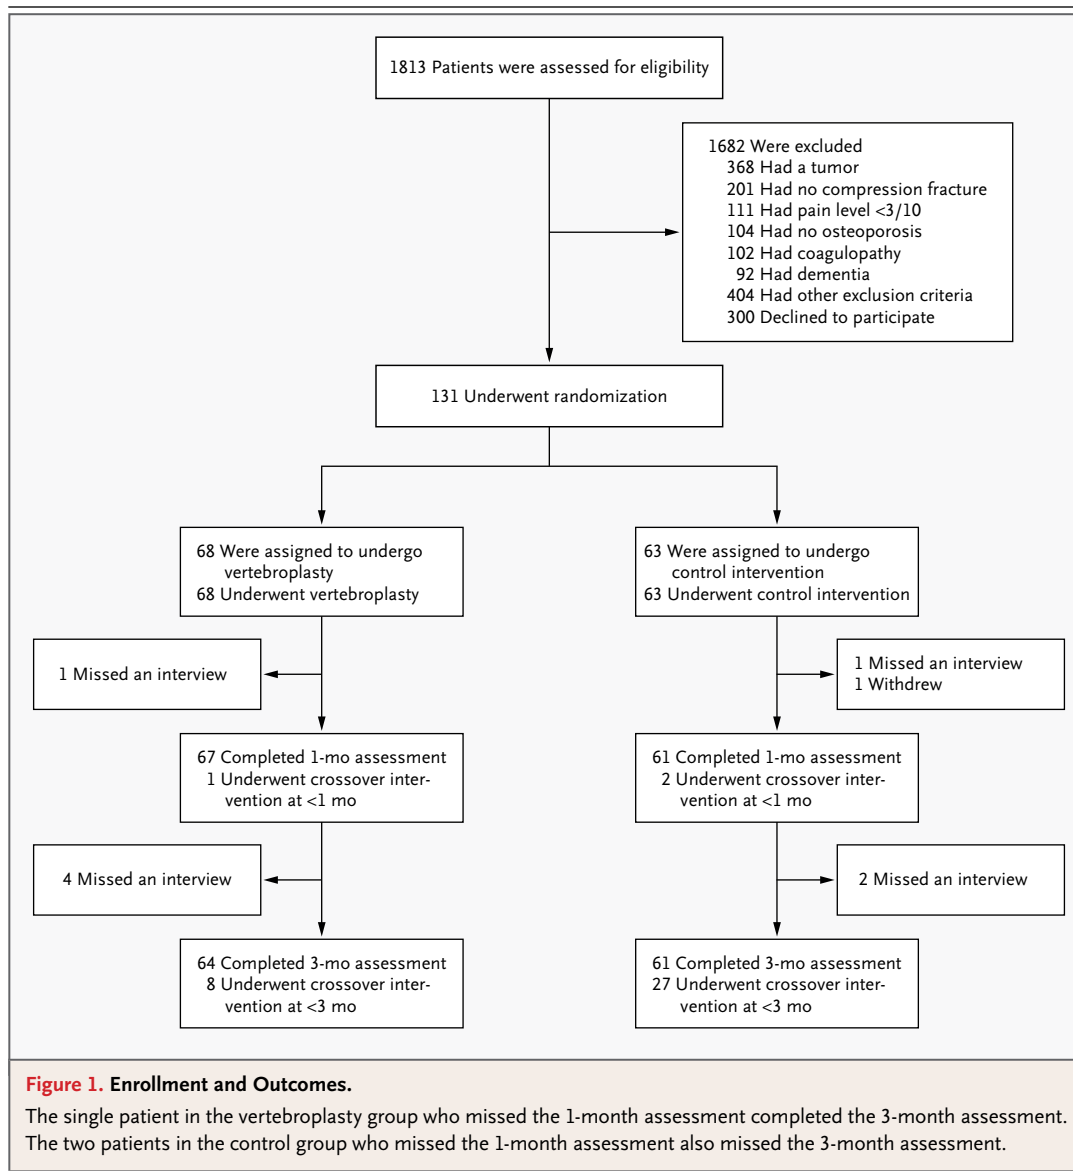 1813 Patients were assessed for eligibility
1682 Were excluded
368 Had a tumor
201 Had no compression fracture
111 Had pain level <3/10
104 Had no osteoporosis
102 Had coagulopathy
92 Had dementia
404 Had other exclusion criteria
300 Declined to participate
131 Underwent randomization
68 Were assigned to undergo
vertebroplasty
68 Underwent vertebroplasty
63 Were assigned to undergo
control intervention
63 Underwent control intervention
1 Missed an interview
1 Missed an interview
1 Withdrew
67 Completed 1-mo assessment
1 Underwent crossover inter-
vention at <1 mo
61 Completed 1-mo assessment
2 Underwent crossover inter-
vention at <1 mo
4 Missed an interview
2 Missed an interview
64 Completed 3-mo assessment
8 Underwent crossover inter-
vention at <3 mo
61 Completed 3-mo assessment
27 Underwent crossover inter-
vention at <3 mo
Figure 1. Enrollment and Outcomes.
The single patient in the vertebroplasty group who missed the 1-month assessment completed the 3-month assessment.
The two patients in the control group who missed the 1-month assessment also missed the 3-month assessment.